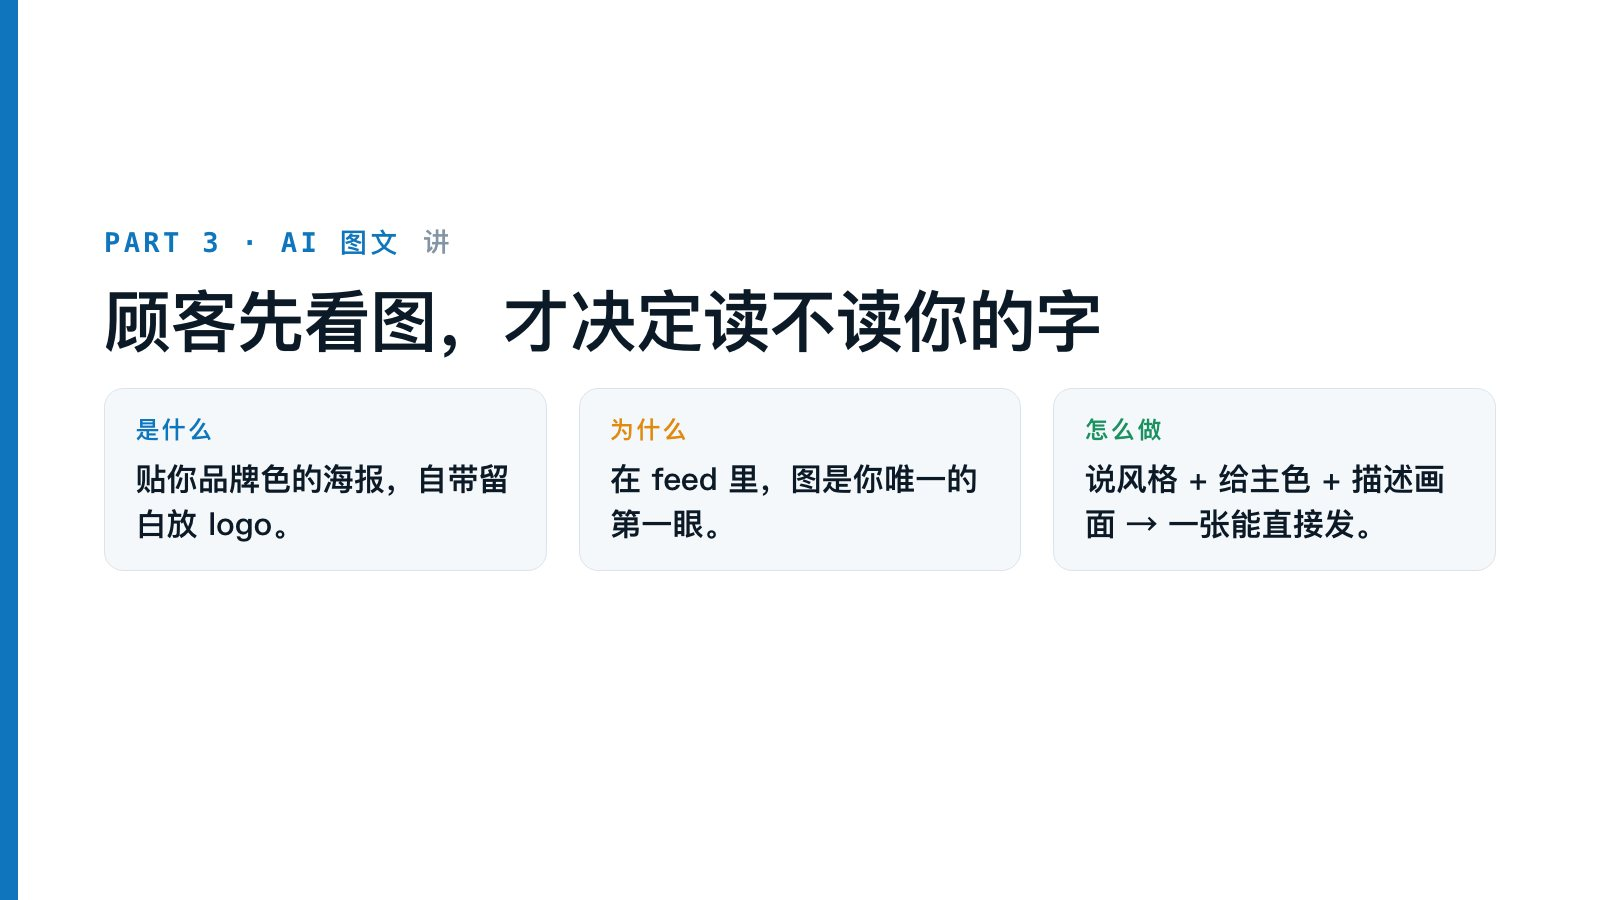 PART 3 · AI 图文 讲
顾客先看图，才决定读不读你的字
是什么
贴你品牌色的海报，自带留
白放 logo。
为什么
在 feed 里，图是你唯一的
第一眼。
怎么做
说风格 + 给主色 + 描述画
面 → 一张能直接发。